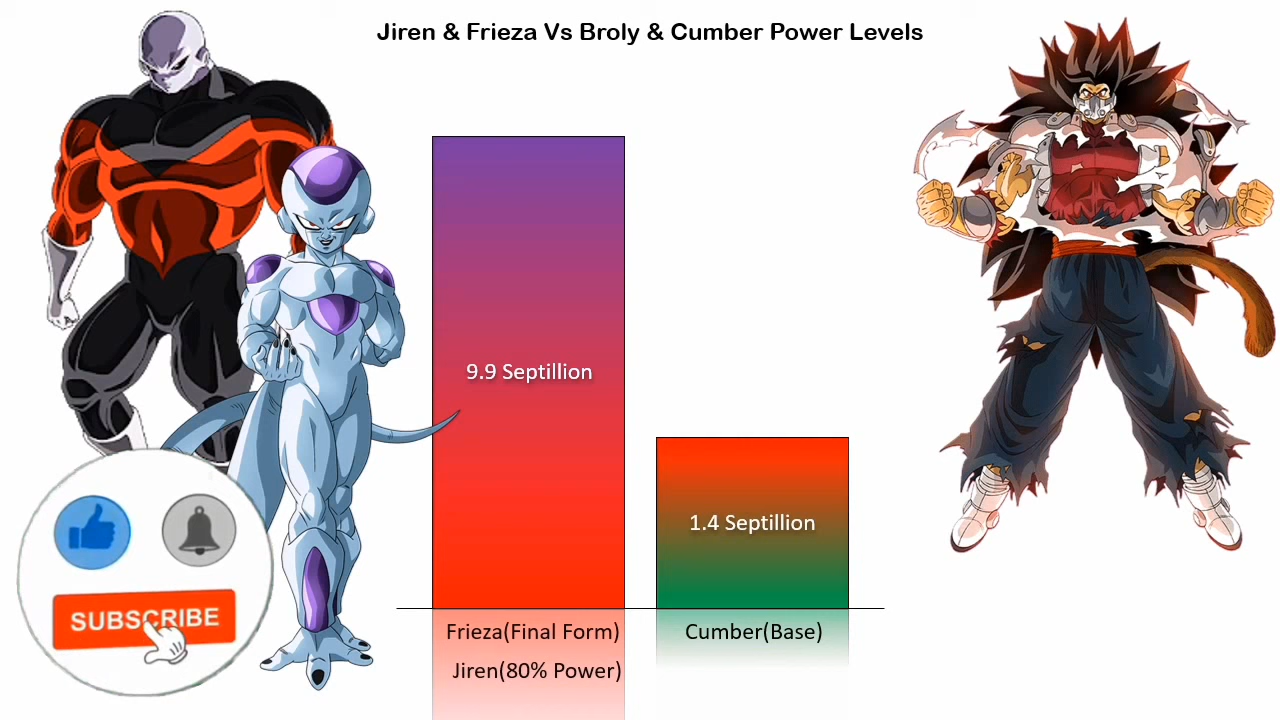 Jiren & Frieza Vs Broly & Cumber Power Levels
9.9 Septillion
1.4 Septillion
SUBSCRIBE
Frieza(Final Form)
Cumber(Base)
Jiren(80% Power)